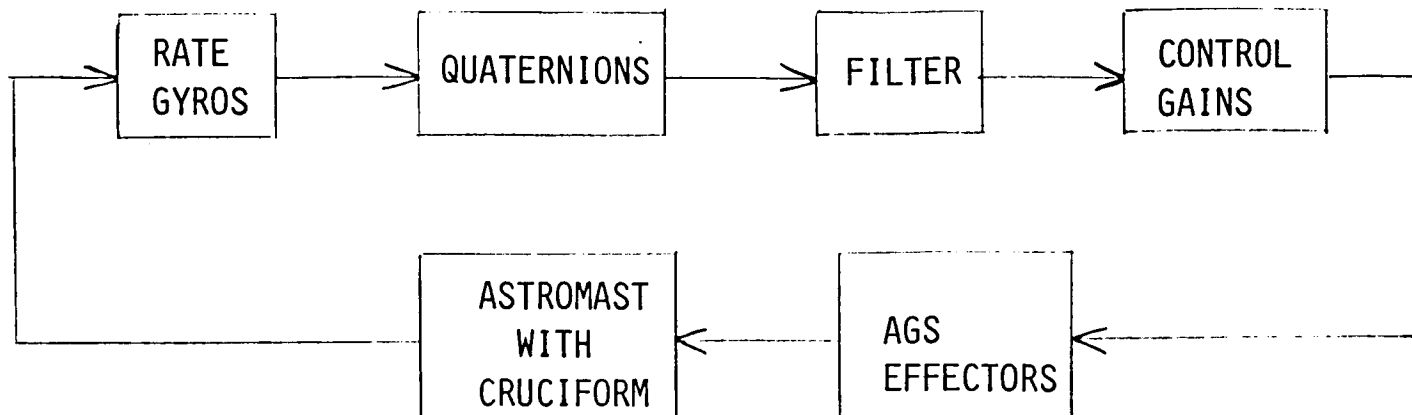 RATE
GYROS
QUATERNIONS
FILTER
CONTROL
GAINS
ASTROMAST
WITH
CRUCIFORM
AGS
EFFECTORS